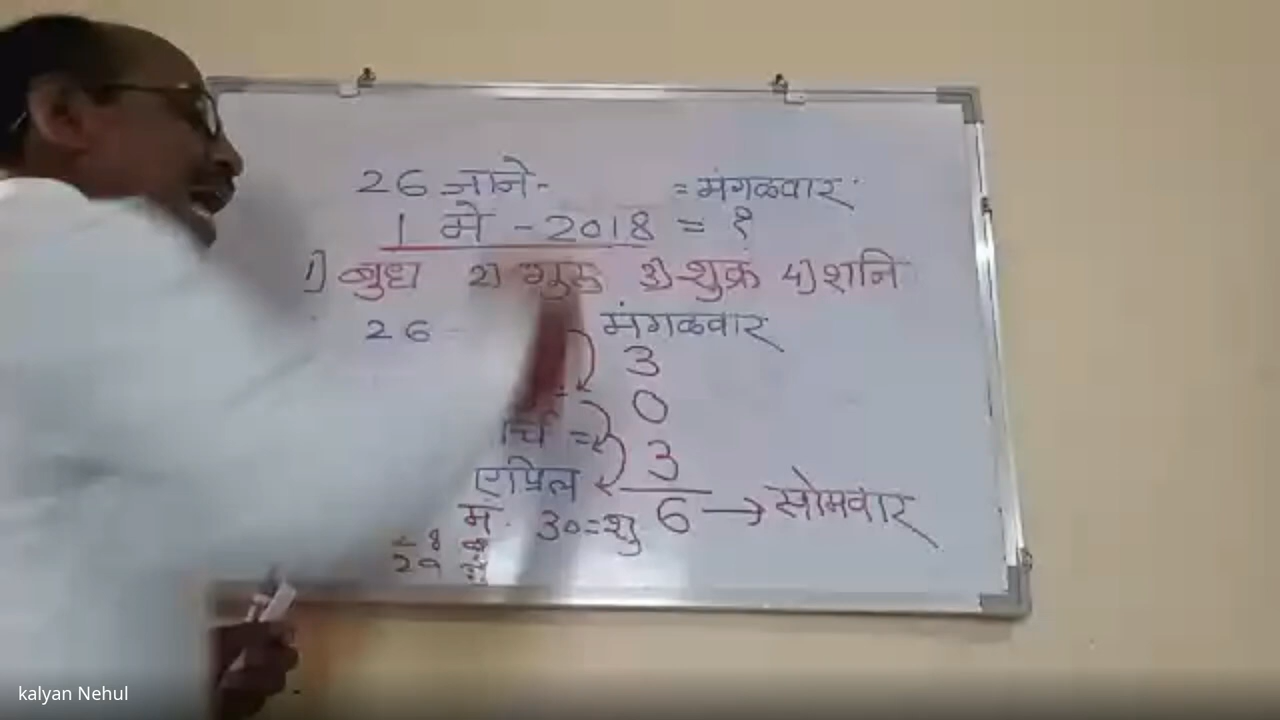 26 जाने- = मंगळवार
1 मे - 2018 = ?
1) बुध 2) गुरु 3) शुक्र 4) शनि
26 - मंगळवार
3
0
र्च = 3
एप्रिल
मे 30 = शु 6 → सोमवार
29
kalyan Nehul